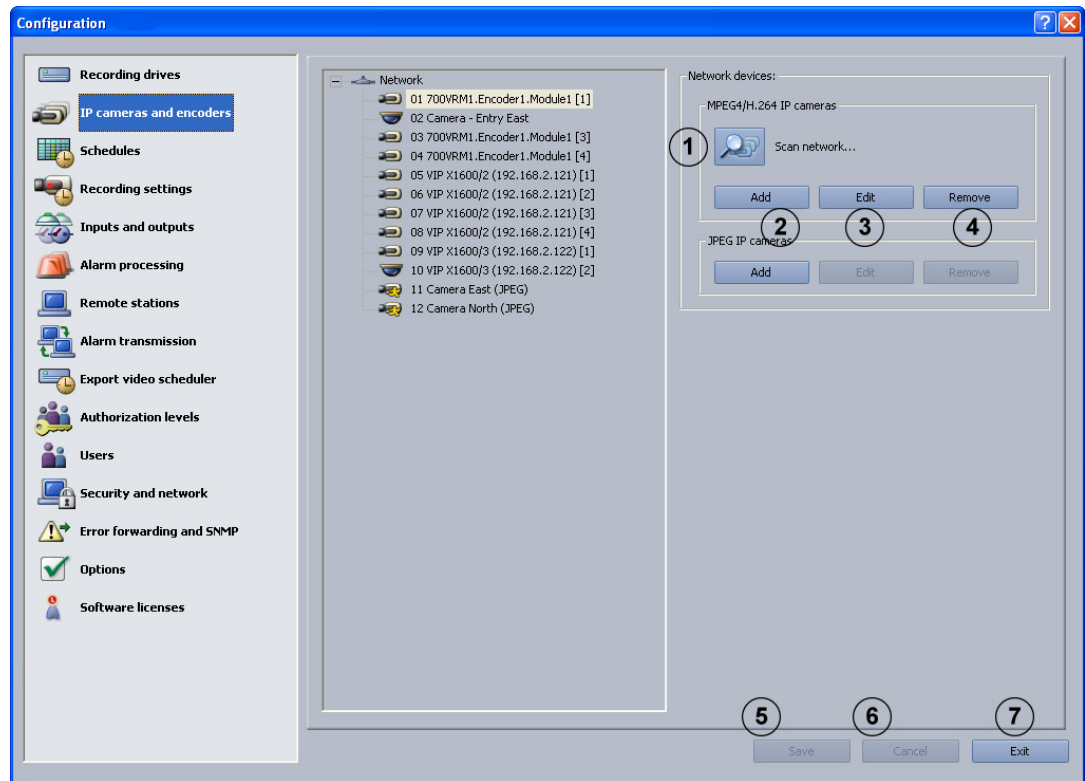 Configuration
Recording drives
IP cameras and encoders
Schedules
Recording settings
Inputs and outputs
Alarm processing
Remote stations
Alarm transmission
Export video scheduler
Authorization levels
Users
Security and network
Error forwarding and SNMP
Options
Software licenses
Network
01 700VRM1.Encoder1.Module1 [1]
02 Camera - Entry East
03 700VRM1.Encoder1.Module1 [3]
04 700VRM1.Encoder1.Module1 [4]
05 VIP X1600/2 (192.168.2.121) [1]
06 VIP X1600/2 (192.168.2.121) [2]
07 VIP X1600/2 (192.168.2.121) [3]
08 VIP X1600/2 (192.168.2.121) [4]
09 VIP X1600/3 (192.168.2.122) [1]
10 VIP X1600/3 (192.168.2.122) [2]
11 Camera East (JPEG)
12 Camera North (JPEG)
Network devices:
MPEG4/H.264 IP cameras
1
Scan network...
Add Edit Remove
2 3 4
JPEG IP cameras
Add Edit Remove
5 6 7
Save Cancel Exit